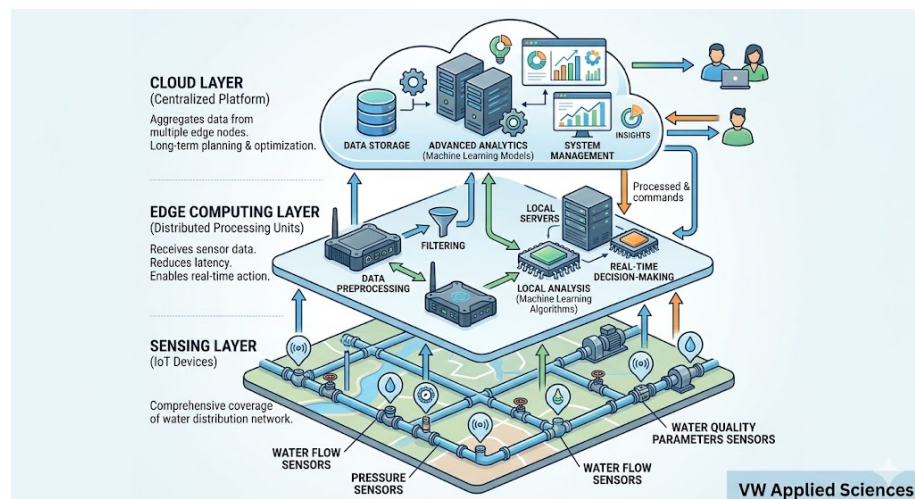 CLOUD LAYER
(Centralized Platform)
Aggregates data from
multiple edge nodes.
Long-term planning & optimization.
DATA STORAGE
ADVANCED ANALYTICS
(Machine Learning Models)
SYSTEM
MANAGEMENT
INSIGHTS
Processed &
commands
EDGE COMPUTING LAYER
(Distributed Processing Units)
Receives sensor data.
Reduces latency.
Enables real-time action.
FILTERING
LOCAL
SERVERS
DATA
PREPROCESSING
LOCAL ANALYSIS
(Machine Learning
Algorithms)
REAL-TIME
DECISION-MAKING
SENSING LAYER
(IoT Devices)
Comprehensive coverage
of water distribution network.
WATER FLOW
SENSORS
PRESSURE
SENSORS
WATER FLOW
SENSORS
WATER QUALITY
PARAMETERS SENSORS
VW Applied Sciences